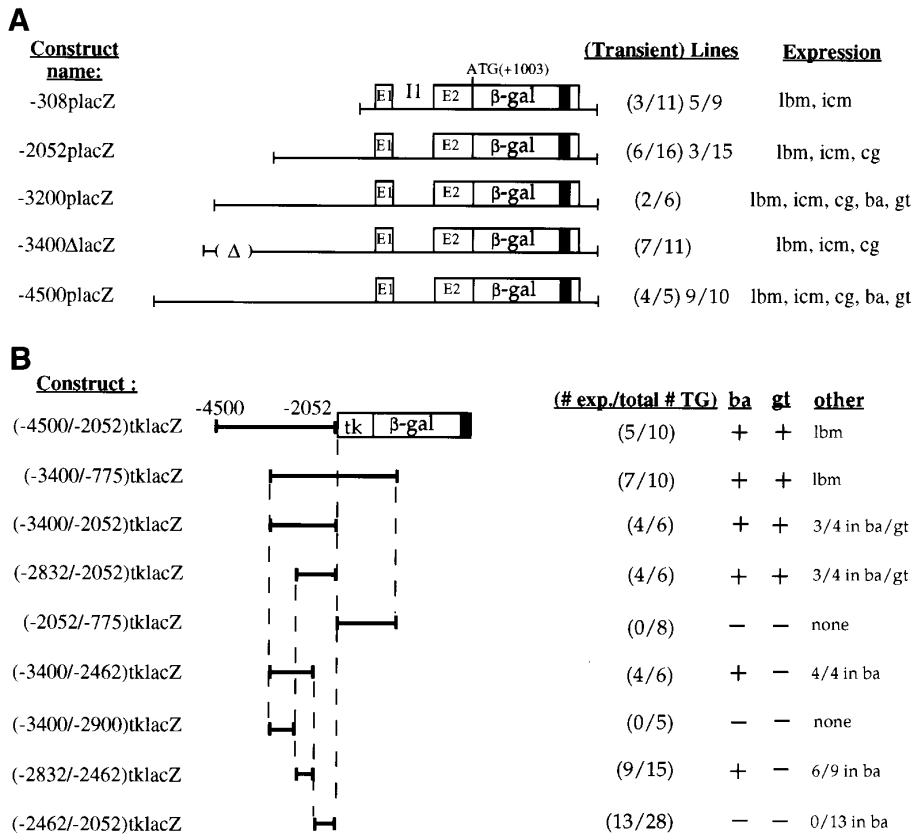 A
Construct name: (Transient) Lines Expression
ATG(+1003)
-308placZ E1 I1 E2 β-gal (3/11) 5/9 lbm, icm
-2052placZ E1 E2 β-gal (6/16) 3/15 lbm, icm, cg
-3200placZ E1 E2 β-gal (2/6) lbm, icm, cg, ba, gt
-3400ΔlacZ ( Δ ) E1 E2 β-gal (7/11) lbm, icm, cg
-4500placZ E1 E2 β-gal (4/5) 9/10 lbm, icm, cg, ba, gt
B
Construct : (# exp./total # TG) ba gt other
-4500 -2052
(-4500/-2052)tklacZ tk β-gal (5/10) + + lbm
(-3400/-775)tklacZ (7/10) + + lbm
(-3400/-2052)tklacZ (4/6) + + 3/4 in ba/gt
(-2832/-2052)tklacZ (4/6) + + 3/4 in ba/gt
(-2052/-775)tklacZ (0/8) − − none
(-3400/-2462)tklacZ (4/6) + − 4/4 in ba
(-3400/-2900)tklacZ (0/5) − − none
(-2832/-2462)tklacZ (9/15) + − 6/9 in ba
(-2462/-2052)tklacZ (13/28) − − 0/13 in ba